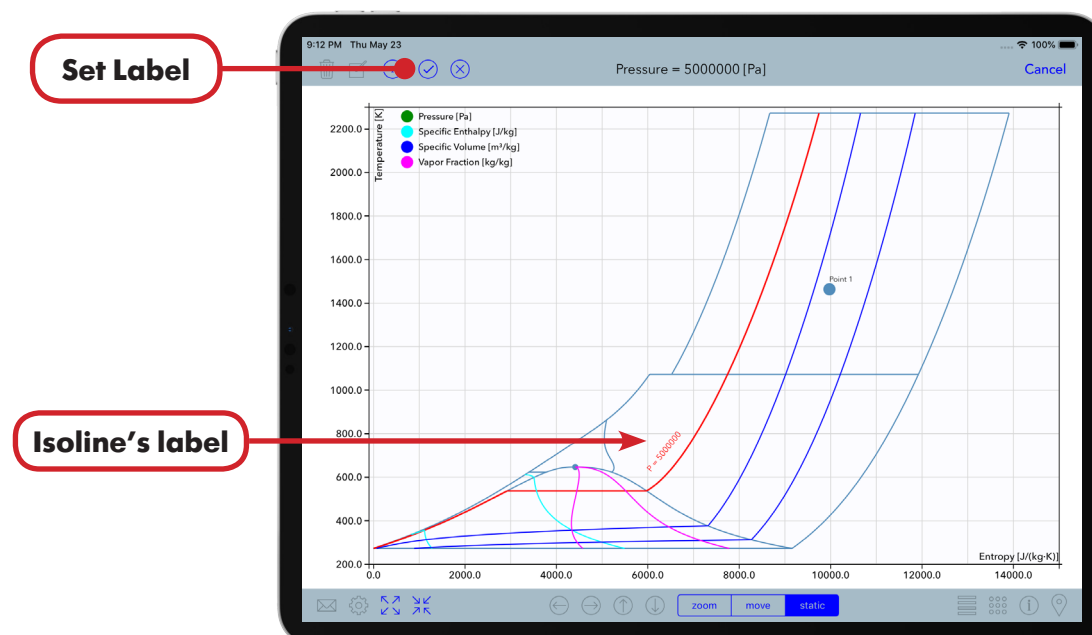 9:12 PM Thu May 23
100%
Set Label
Pressure = 5000000 [Pa]
Cancel
Temperature [K]
Pressure [Pa]
Specific Enthalpy [J/kg]
Specific Volume [m³/kg]
Vapor Fraction [kg/kg]
2200.0
2000.0
1800.0
1600.0
1400.0
1200.0
1000.0
800.0
600.0
400.0
200.0
Point 1
Isoline's label
P = 5000000
Entropy [J/(kg·K)]
0.0
2000.0
4000.0
6000.0
8000.0
10000.0
12000.0
14000.0
zoom
move
static